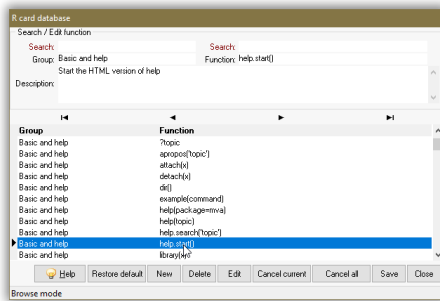 R card database
Search / Edit function
Search: Search:
Group: Basic and help Function: help.start()
Description: Start the HTML version of help
Group Function
Basic and help ?topic
Basic and help apropos('topic')
Basic and help attach(x)
Basic and help detach(x)
Basic and help dir()
Basic and help example(command)
Basic and help help(package=mva)
Basic and help help(topic)
Basic and help help.search('topic')
Basic and help help.start()
Basic and help
Help Restore default New Delete Edit Cancel current Cancel all Save Close
Browse mode